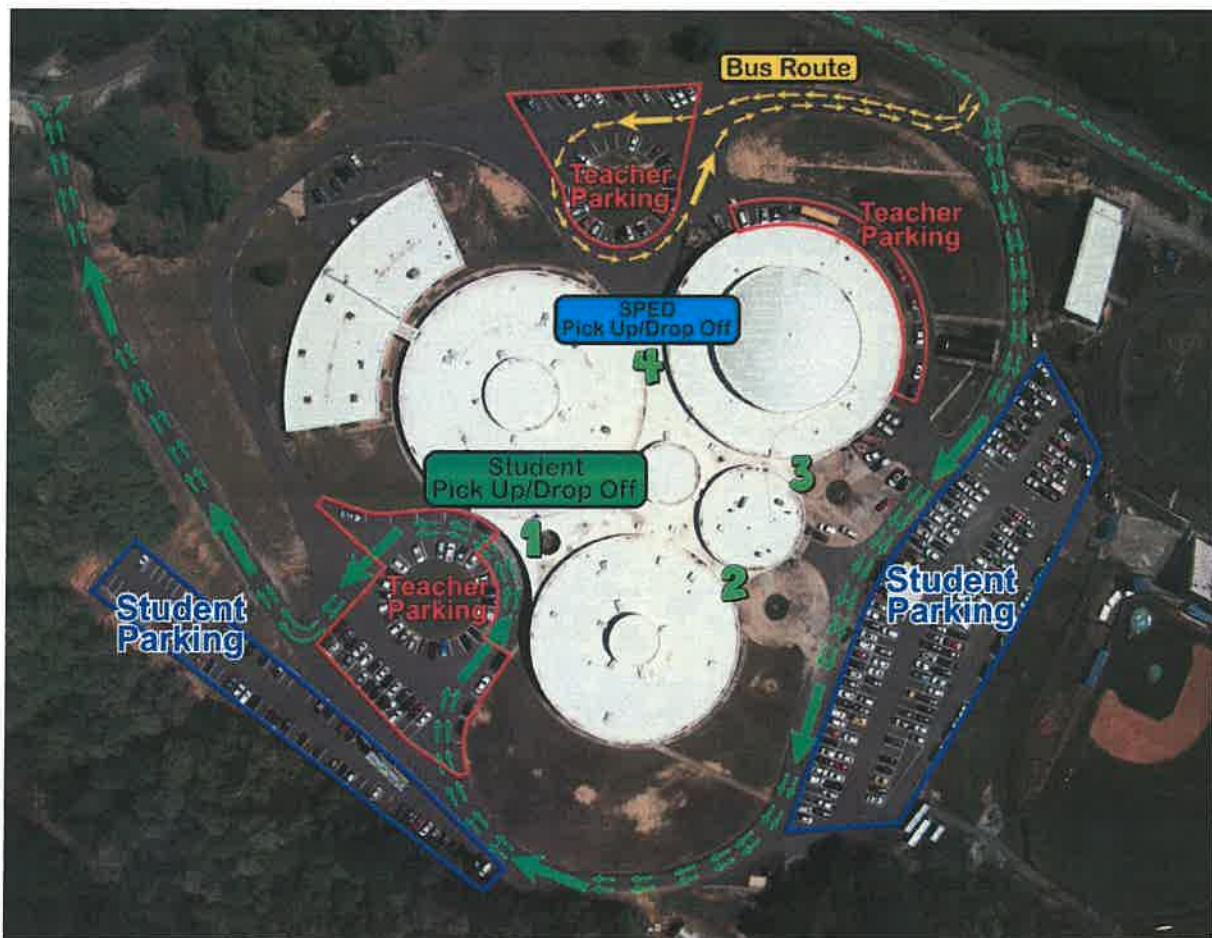 Bus Route
Teacher
Parking
Teacher
Parking
SPED
Pick Up/Drop Off
4
Student
Pick Up/Drop Off
3
1
2
Teacher
Parking
Student
Parking
Student
Parking